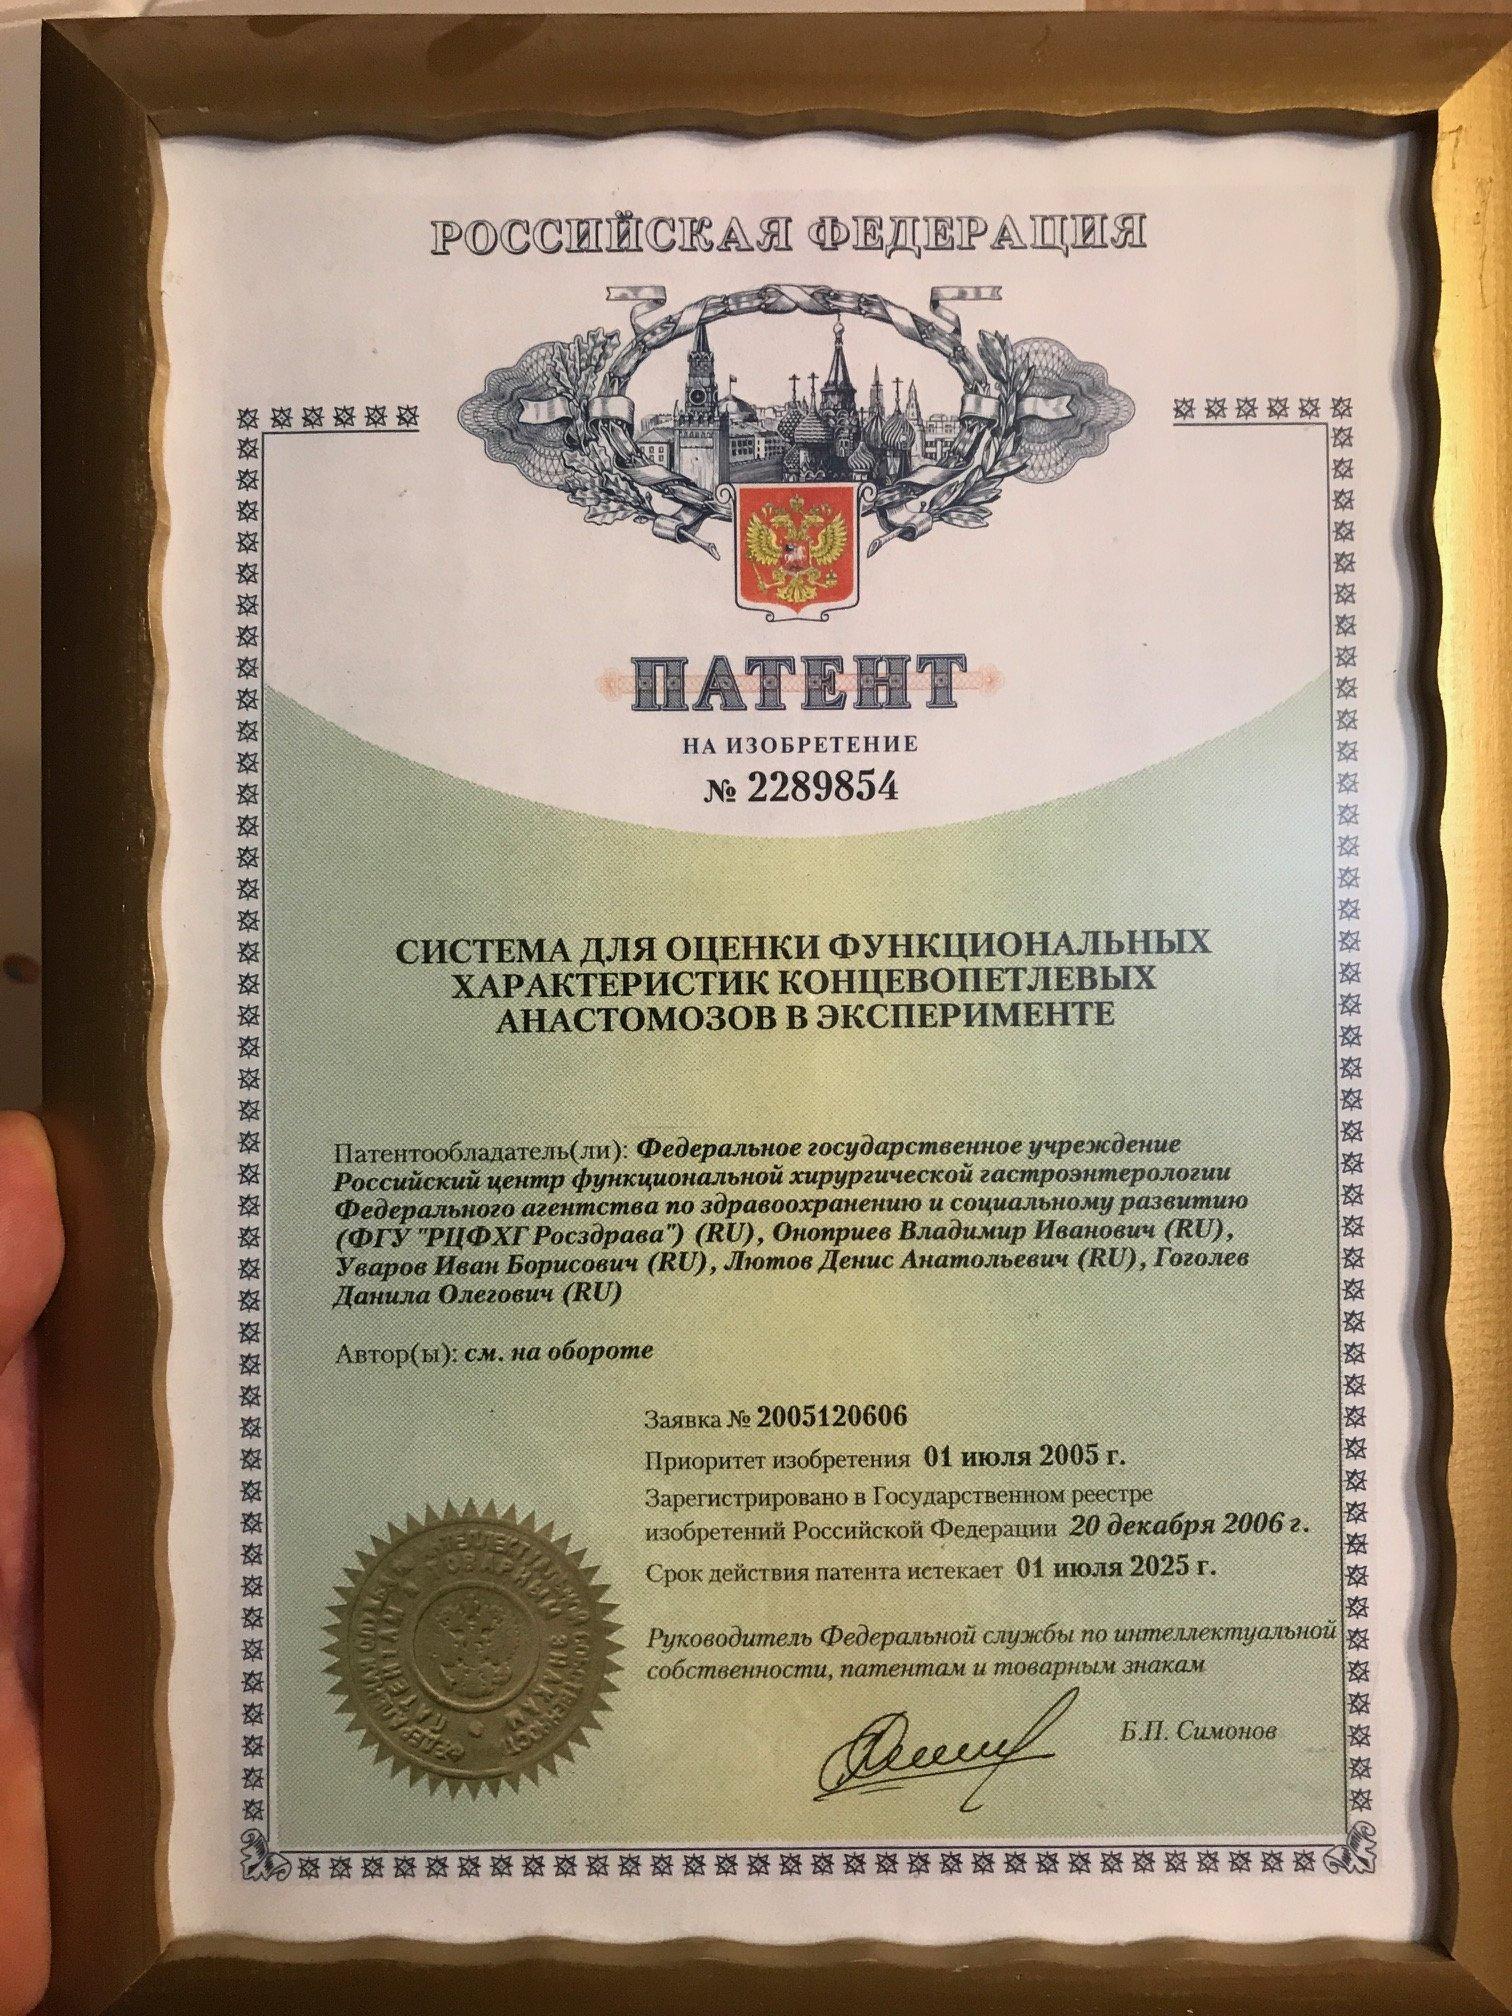 РОССИЙСКАЯ ФЕДЕРАЦИЯ
ПАТЕНТ
НА ИЗОБРЕТЕНИЕ
№ 2289854
СИСТЕМА ДЛЯ ОЦЕНКИ ФУНКЦИОНАЛЬНЫХ
ХАРАКТЕРИСТИК КОНЦЕВОПЕТЛЕВЫХ
АНАСТОМОЗОВ В ЭКСПЕРИМЕНТЕ
Патентообладатель(ли): Федеральное государственное учреждение
Российский центр функциональной хирургической гастроэнтерологии
Федерального агентства по здравоохранению и социальному развитию
(ФГУ "РЦФХГ Росздрава") (RU), Оноприев Владимир Иванович (RU),
Уваров Иван Борисович (RU), Лютов Денис Анатольевич (RU), Гоголев
Данила Олегович (RU)
Автор(ы): см. на обороте
Заявка № 2005120606
Приоритет изобретения 01 июля 2005 г.
Зарегистрировано в Государственном реестре
изобретений Российской Федерации 20 декабря 2006 г.
Срок действия патента истекает 01 июля 2025 г.
Руководитель Федеральной службы по интеллектуальной
собственности, патентам и товарным знакам
Б.П. Симонов